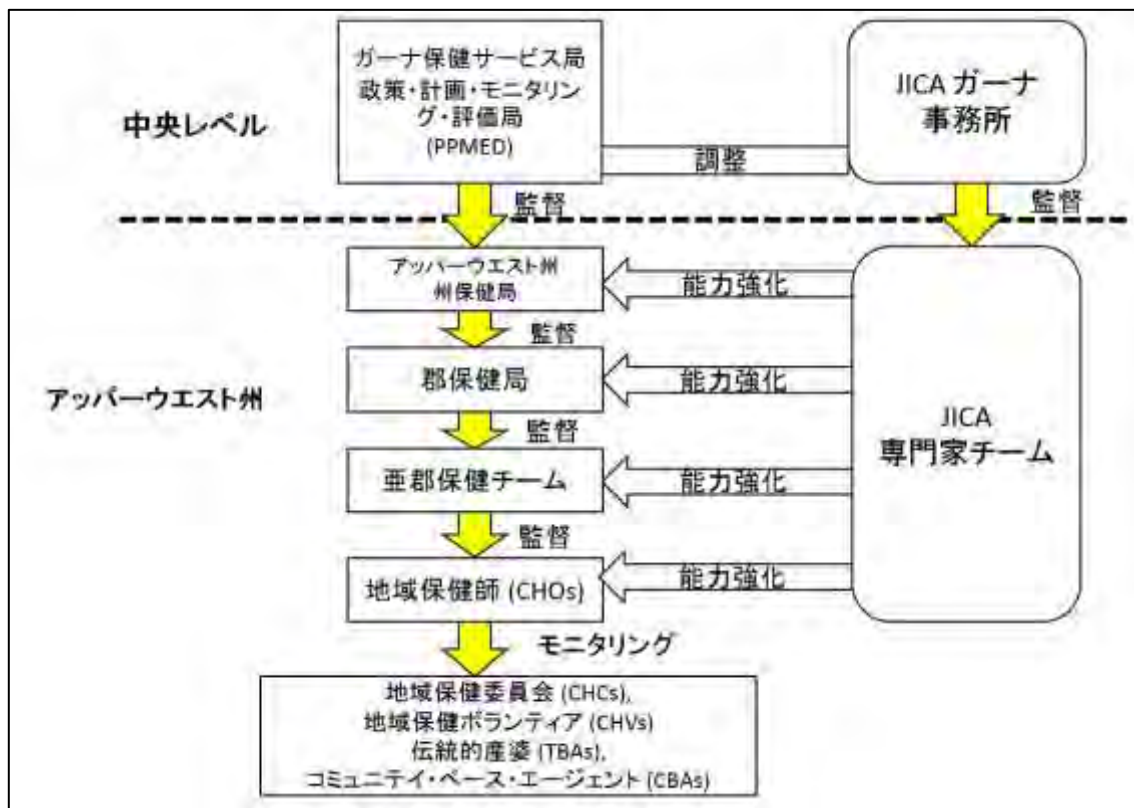 ガーナ保健サービス局
政策・計画・モニタリン
グ・評価局
(PPMED)
JICA ガーナ
事務所
中央レベル
調整
監督
監督
アッパーウエスト州
州保健局
能力強化
監督
郡保健局
能力強化
アッパーウエスト州
JICA
専門家チーム
監督
亜郡保健チーム
能力強化
監督
地域保健師 (CHOs)
能力強化
モニタリング
地域保健委員会 (CHCs),
地域保健ボランティア (CHVs)
伝統的産婆 (TBAs),
コミュニテイ・ベース・エージェント (CBAs)